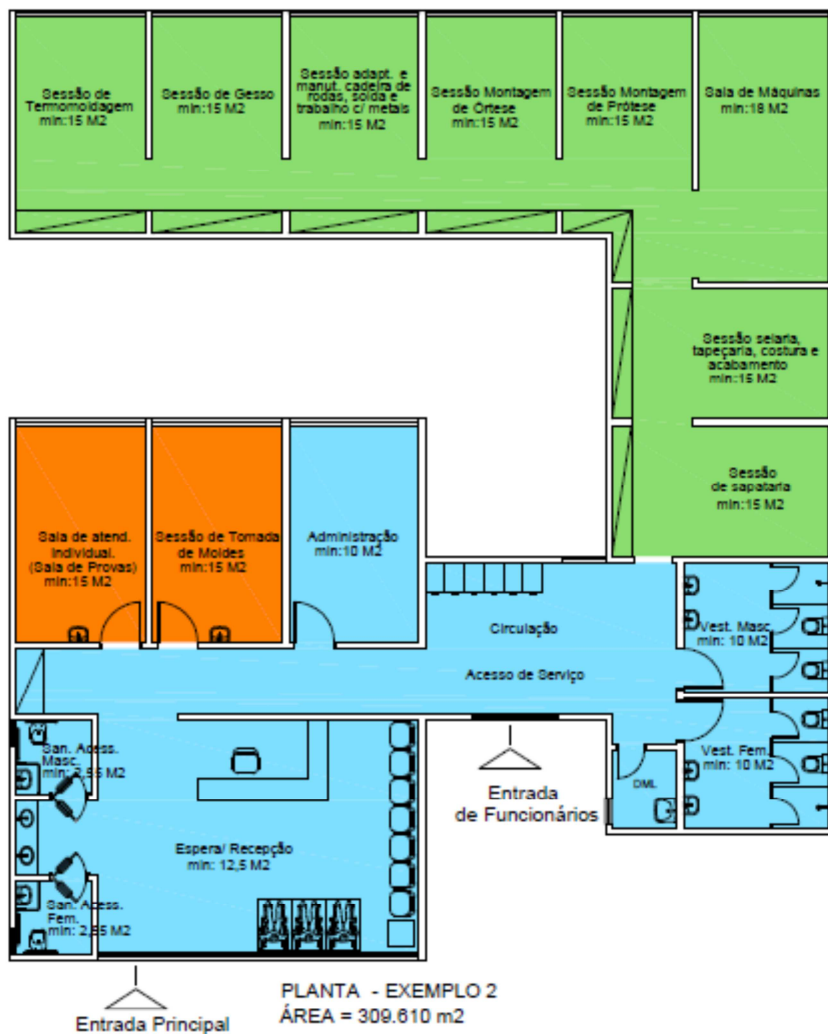 Sessão de
Termomoldagem
min:15 M2
Sessão de Gesso
min:15 M2
Sessão adapt. e
manut. cadeira de
rodas, solda e
trabalho c/ metais
min:15 M2
Sessão Montagem
de Órtese
min:15 M2
Sessão Montagem
de Prótese
min:15 M2
Sala de Máquinas
min:18 M2
Sessão selaria,
tapeçaria, costura e
acabamento
min:15 M2
Sessão
de sapataria
min:15 M2
Sala de atend.
Individual.
(Sala de Provas)
min:15 M2
Sessão de Tomada
de Moldes
min:15 M2
Administração
min:10 M2
Circulação
Acesso de Serviço
Vest. Masc.
min: 10 M2
Vest. Fem.
min: 10 M2
DML
San. Acess.
Masc.
min: 2,55 M2
Entrada
de Funcionários
Espera/ Recepção
min: 12,5 M2
San. Acess.
Fem.
min: 2,55 M2
Entrada Principal
PLANTA - EXEMPLO 2
ÁREA = 309.610 m2